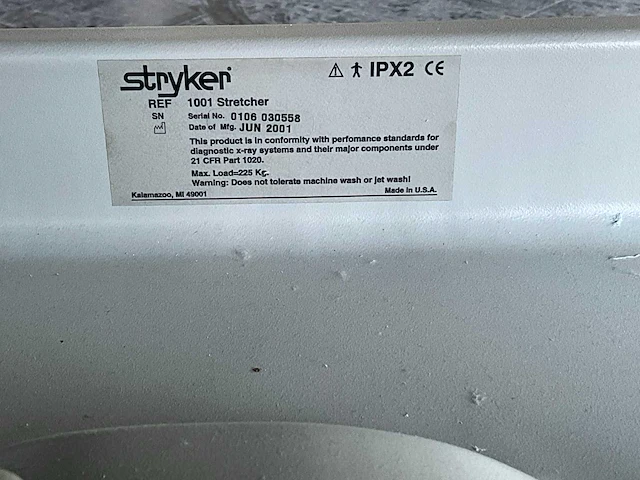 stryker® IPX2 CE
REF 1001 Stretcher
SN Serial No. 0106 030558
Date of Mfg. JUN 2001
This product is in conformity with perfomance standards for
diagnostic x-ray systems and their major components under
21 CFR Part 1020.
Max. Load=225 Kg.
Warning: Does not tolerate machine wash or jet wash!
Kalamazoo, MI 49001 Made in U.S.A.